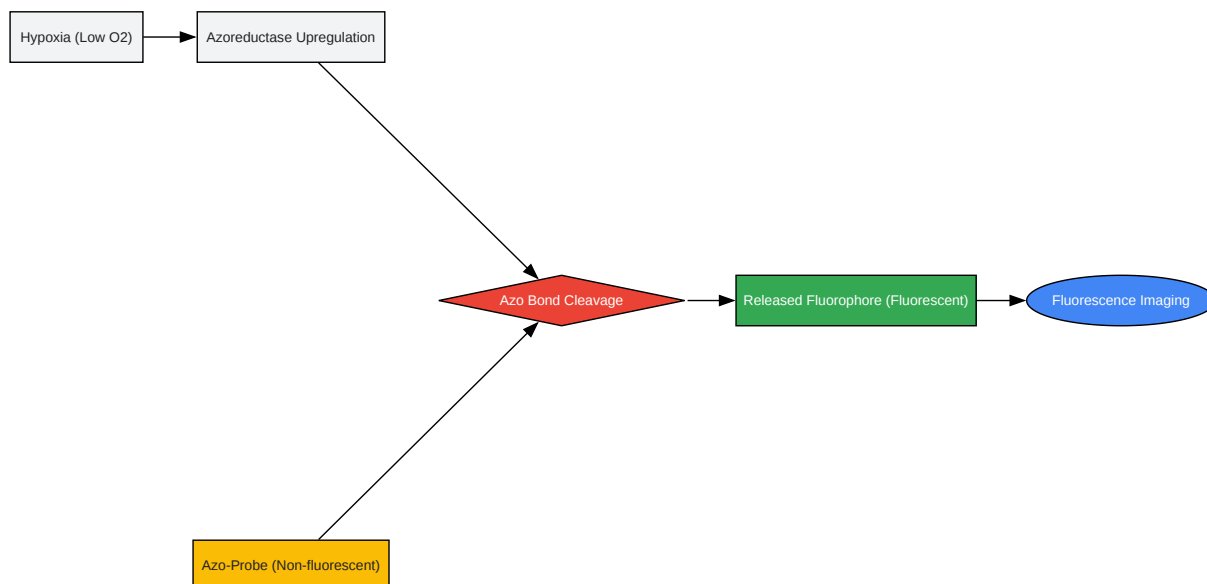 Hypoxia (Low O2)
Azoreductase Upregulation
Azo Bond Cleavage
Released Fluorophore (Fluorescent)
Fluorescence Imaging
Azo-Probe (Non-fluorescent)